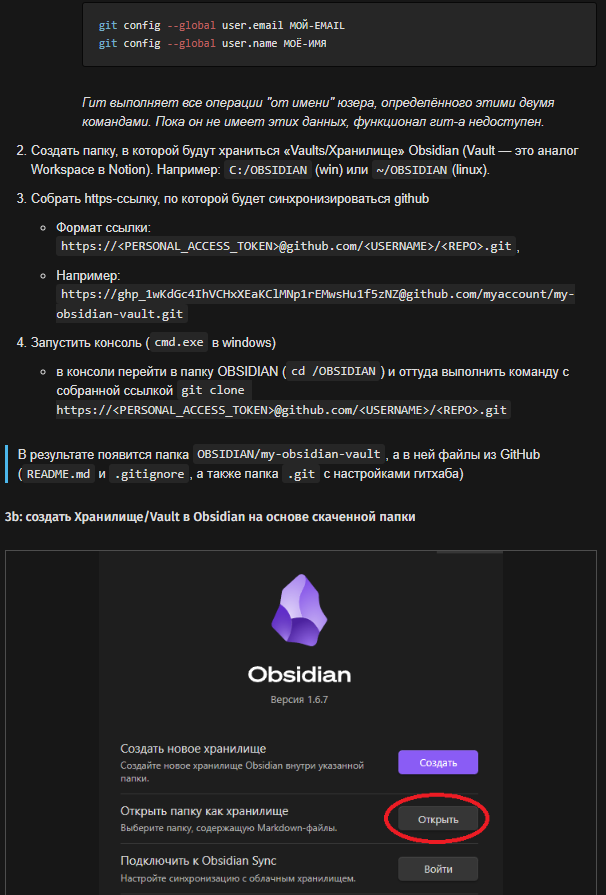 git config --global user.email МОЙ-EMAIL
git config --global user.name МОЁ-ИМЯ
Гит выполняет все операции "от имени" юзера, определённого этими двумя
командами. Пока он не имеет этих данных, функционал гит-а недоступен.
2. Создать папку, в которой будут храниться «Vaults/Хранилище» Obsidian (Vault — это аналог
Workspace в Notion). Например: C:/OBSIDIAN (win) или ~/OBSIDIAN(linux).
3. Собрать https-ссылку, по которой будет синхронизироваться github
Формат ссылки:
https://<PERSONAL_ACCESS_TOKEN>@github.com/<USERNAME>/<REPO>.git,
Например:
https://ghp_1wKdGc4IhVCHxXEaKClMNp1rEMwsHu1f5zNZ@github.com/myaccount/my-
obsidian-vault.git
4. Запустить консоль (cmd.exe в windows)
в консоли перейти в папку OBSIDIAN (cd /OBSIDIAN) и оттуда выполнить команду с
собранной ссылкой git clone
https://<PERSONAL_ACCESS_TOKEN>@github.com/<USERNAME>/<REPO>.git
В результате появится папка OBSIDIAN/my-obsidian-vault, а в ней файлы из GitHub
(README.md и .gitignore, а также папка .git с настройками гитхаба)
3b: создать Хранилище/Vault в Obsidian на основе скаченной папки
Obsidian
Версия 1.6.7
Создать новое хранилище
Создайте новое хранилище Obsidian внутри указанной
папки.
Создать
Открыть папку как хранилище
Выберите папку, содержащую Markdown-файлы.
Открыть
Подключить к Obsidian Sync
Настройте синхронизацию с облачным хранилищем.
Войти